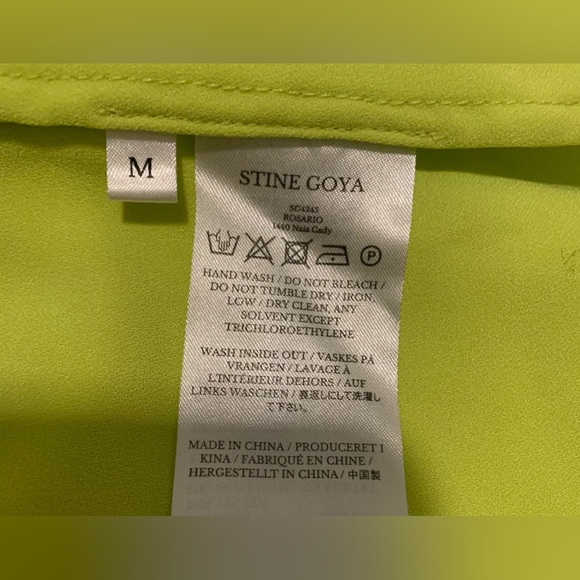 M
STINE GOYA
SG4245
ROSARIO
1440 Naia Cady
P
HAND WASH / DO NOT BLEACH /
DO NOT TUMBLE DRY / IRON,
LOW / DRY CLEAN, ANY
SOLVENT EXCEPT
TRICHLOROETHYLENE
WASH INSIDE OUT / VASKES PÅ
VRANGEN / LAVAGE À
L'INTÉRIEUR DEHORS / AUF
LINKS WASCHEN / 裏返しにして洗濯し
て下さい。
MADE IN CHINA / PRODUCERET I
KINA / FABRIQUÉ EN CHINE /
HERGESTELLT IN CHINA / 中国製